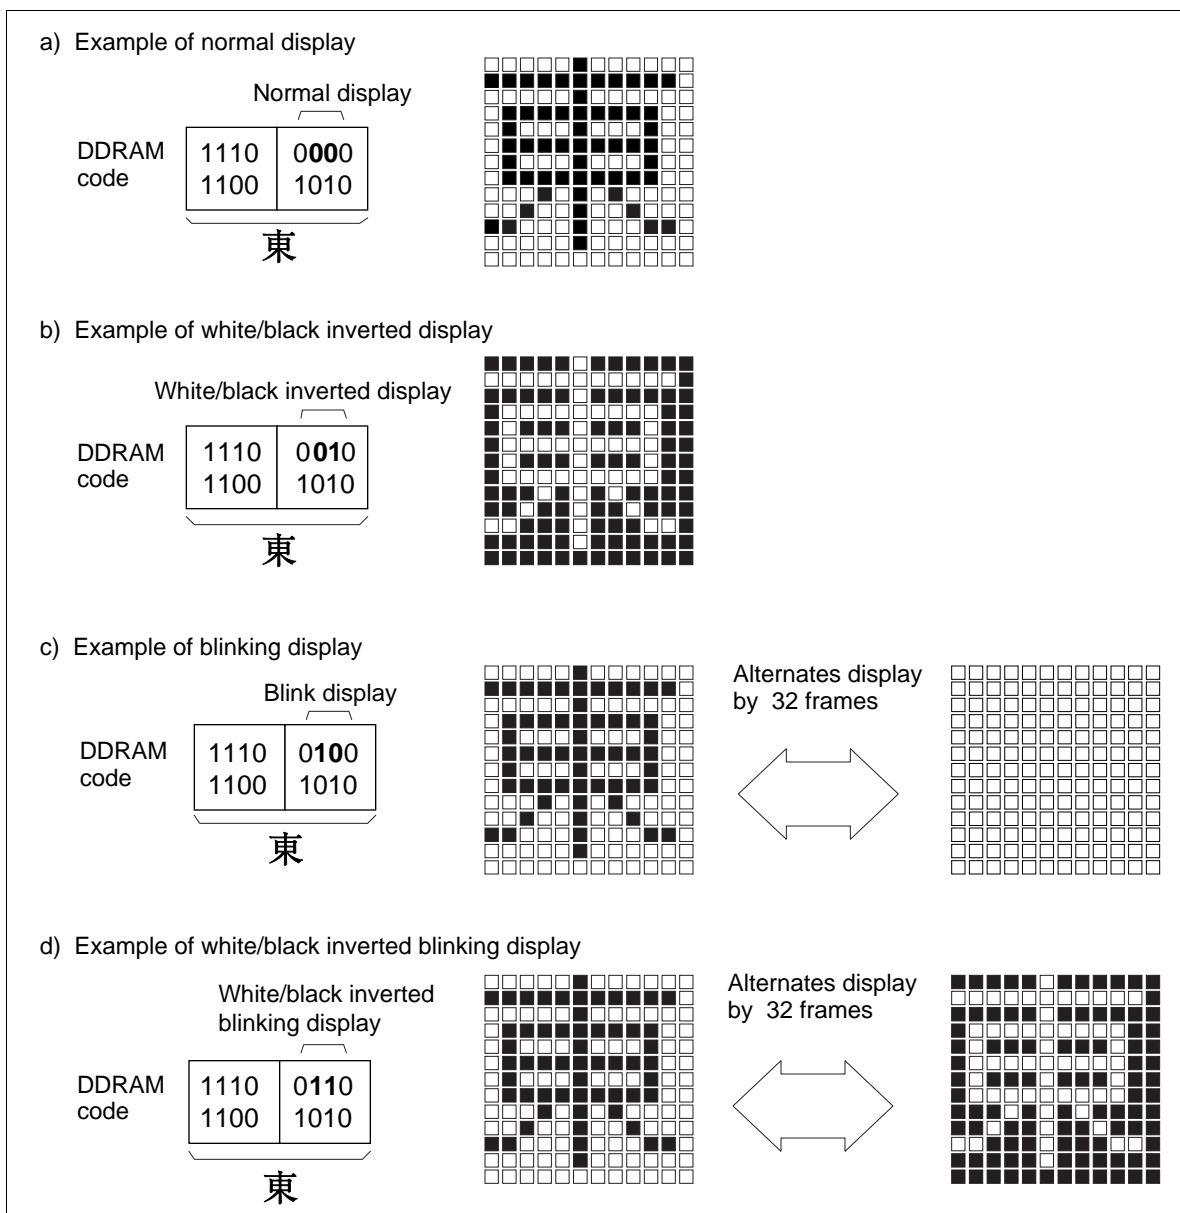 a) Example of normal display
Normal display
DDRAM code
1110 0000
1100 1010
東
b) Example of white/black inverted display
White/black inverted display
DDRAM code
1110 0010
1100 1010
東
c) Example of blinking display
Blink display
DDRAM code
1110 0100
1100 1010
東
Alternates display
by 32 frames
d) Example of white/black inverted blinking display
White/black inverted
blinking display
DDRAM code
1110 0110
1100 1010
東
Alternates display
by 32 frames